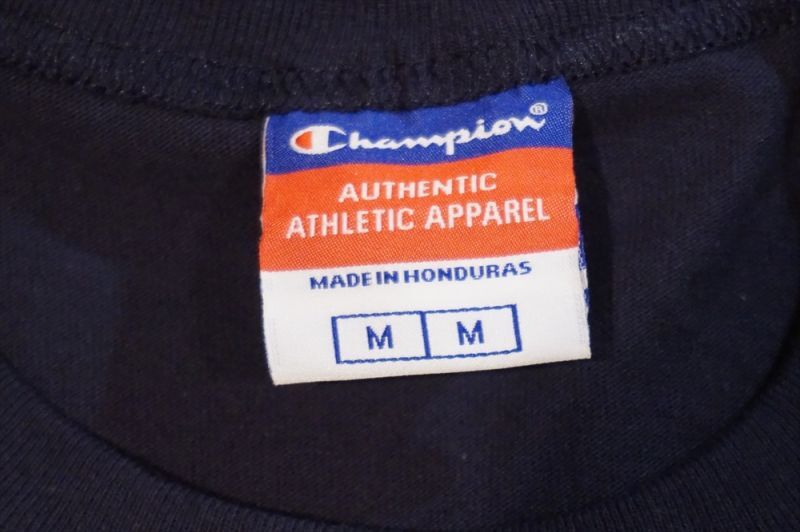 Champion®
AUTHENTIC
ATHLETIC APPAREL
MADE IN HONDURAS
M M